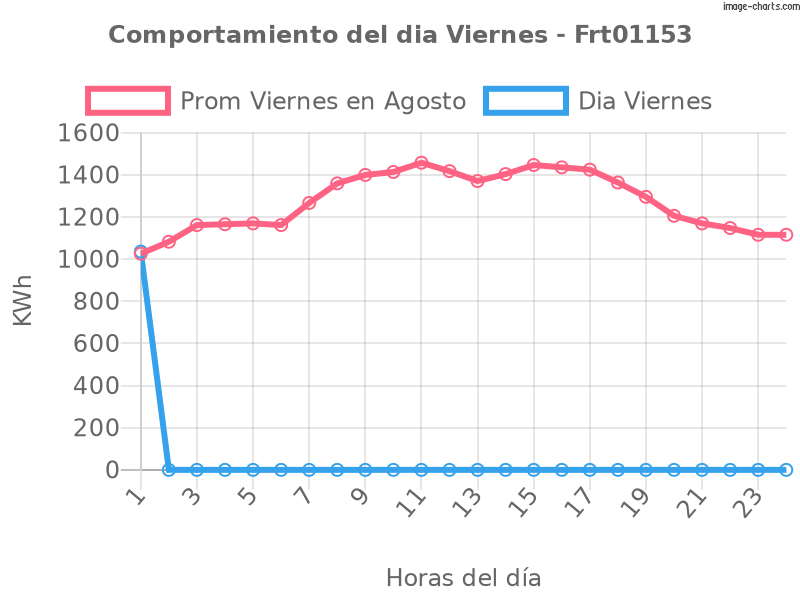 image-charts.com
Comportamiento del dia Viernes - Frt01153
Prom Viernes en Agosto
Dia Viernes
1600
1400
1200
1000
800
600
400
200
0
KWh
1 3 5 7 9 11 13 15 17 19 21 23
Horas del día